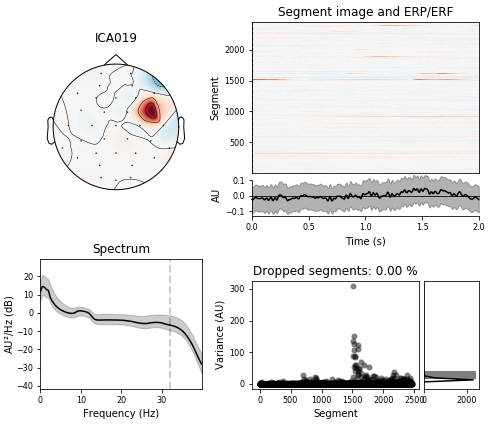 Segment image and ERP/ERF
ICA019
Segment
2000
1500
1000
500
AU
0.1
0.0
−0.1
0.0 0.5 1.0 1.5 2.0
Time (s)
Spectrum
AU²/Hz (dB)
20
10
0
−10
−20
−30
−40
0 10 20 30
Frequency (Hz)
Dropped segments: 0.00 %
Variance (AU)
300
200
100
0
0 500 1000 1500 2000 2500
Segment
0 2000